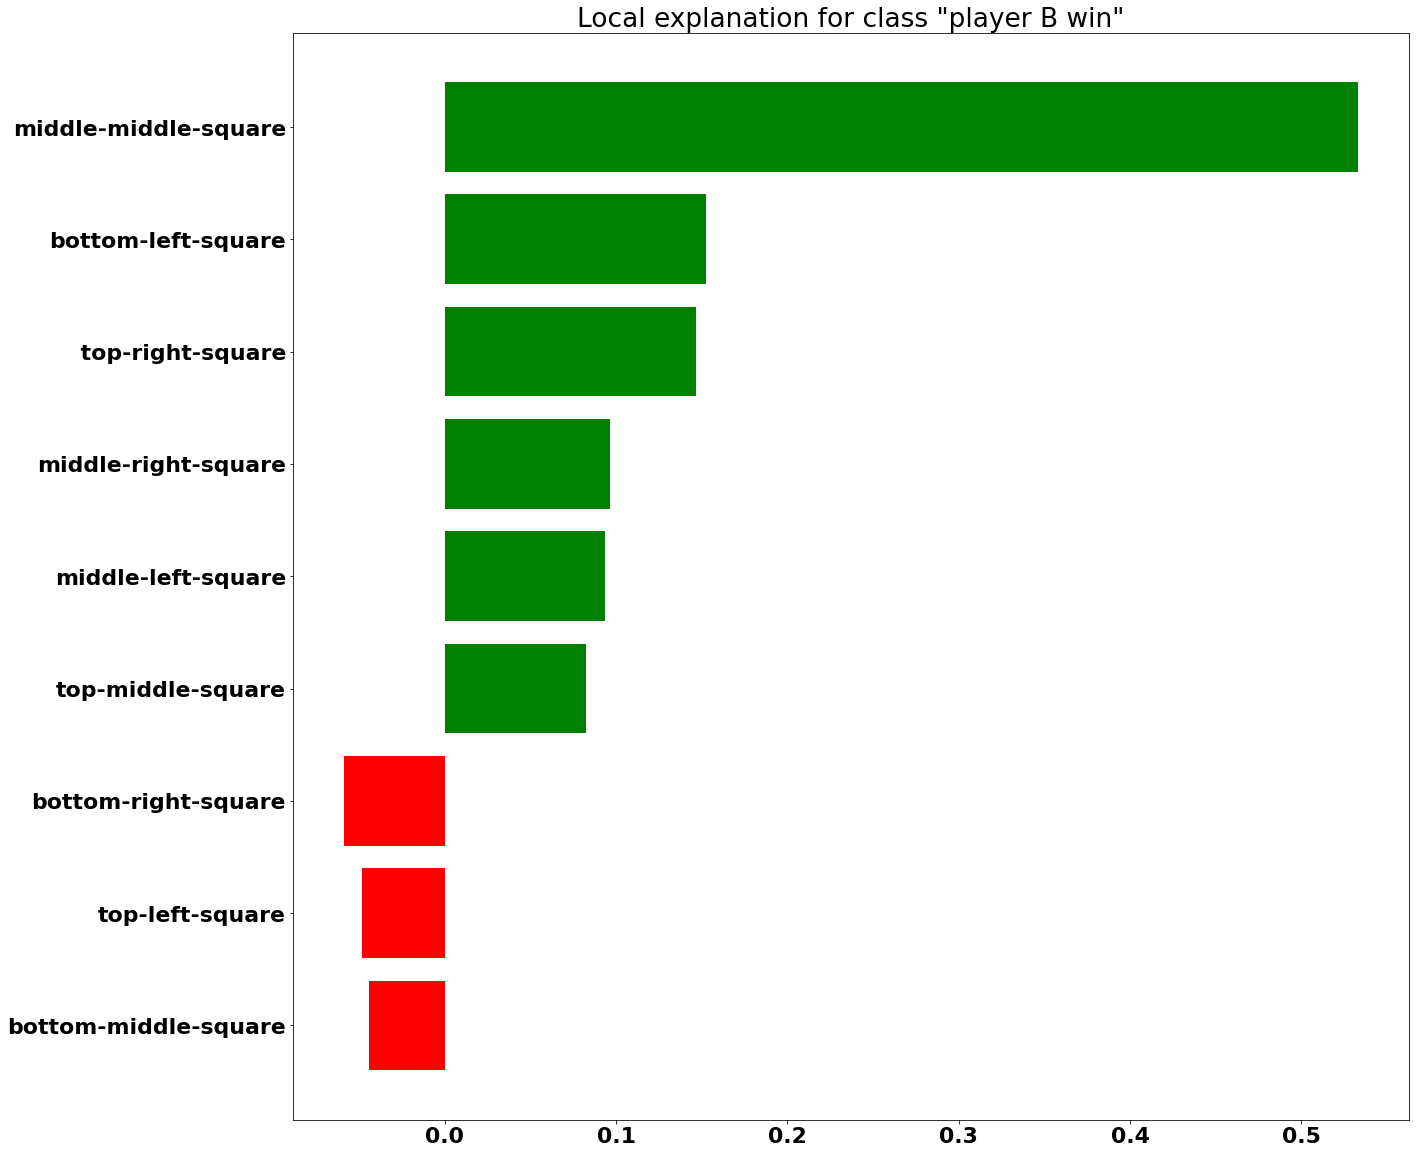 Local explanation for class "player B win"
middle-middle-square
bottom-left-square
top-right-square
middle-right-square
middle-left-square
top-middle-square
bottom-right-square
top-left-square
bottom-middle-square
0.0 0.1 0.2 0.3 0.4 0.5